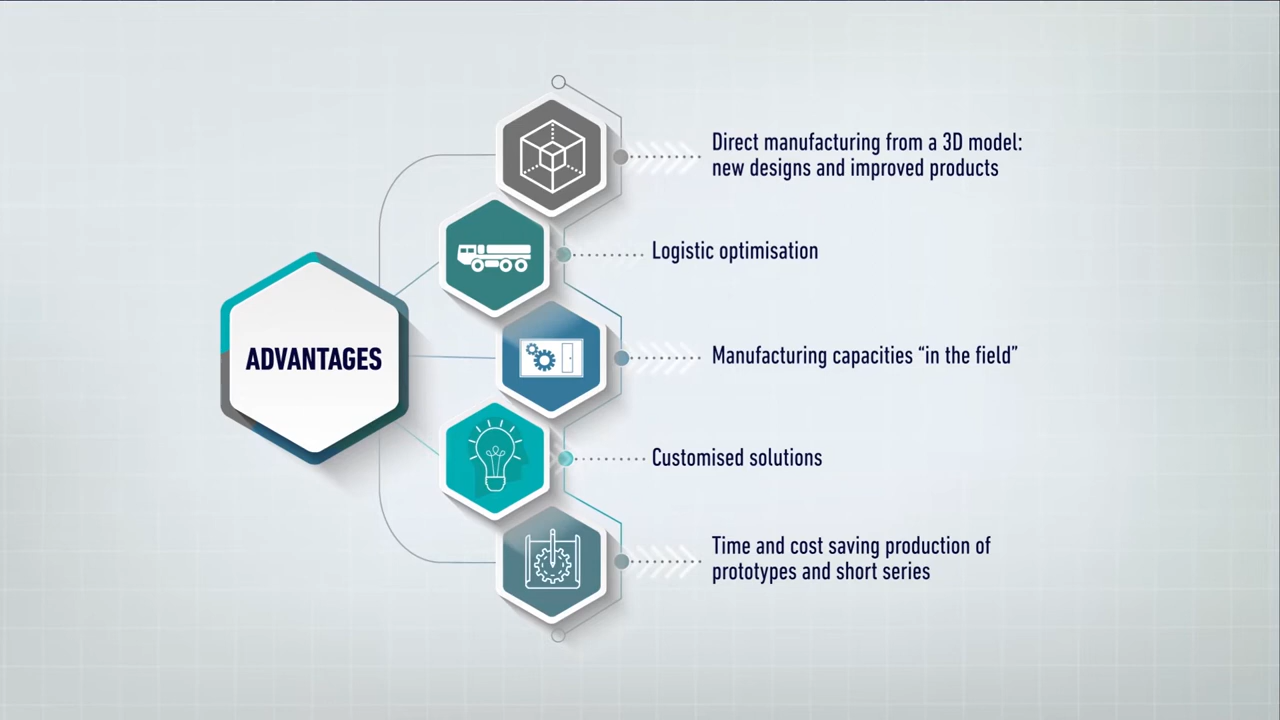 Direct manufacturing from a 3D model:
new designs and improved products
Logistic optimisation
ADVANTAGES
Manufacturing capacities “in the field”
Customised solutions
Time and cost saving production of
prototypes and short series